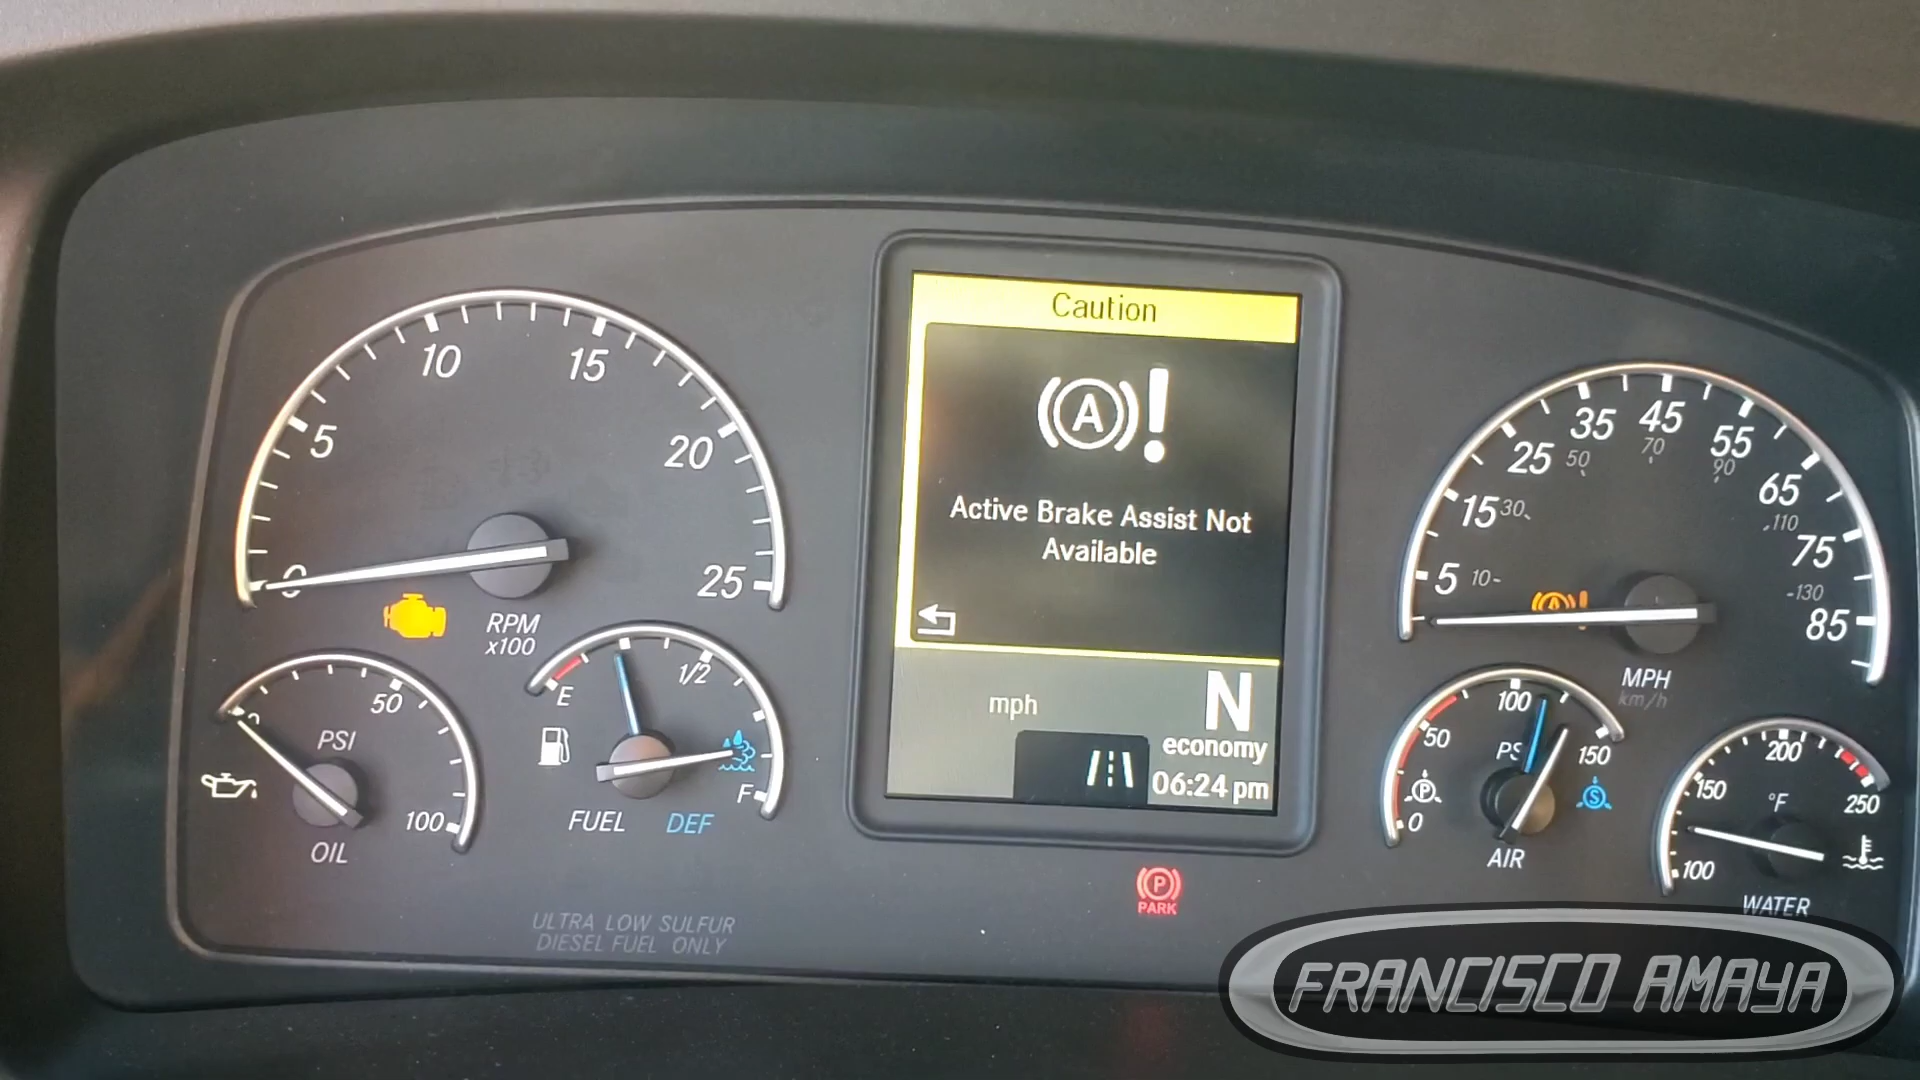 Caution
A !
Active Brake Assist Not
Available
mph
N
economy
06:24 pm
0
5
10
15
20
25
RPM
x100
PSI
50
100
OIL
E
1/2
F
FUEL
DEF
ULTRA LOW SULFUR
DIESEL FUEL ONLY
P
PARK
5
15
25
35
45
55
65
75
85
10
30
50
70
90
110
130
MPH
km/h
0
50
100
150
P
S
AIR
100
150
200
250
°F
WATER
FRANCISCO AMAYA